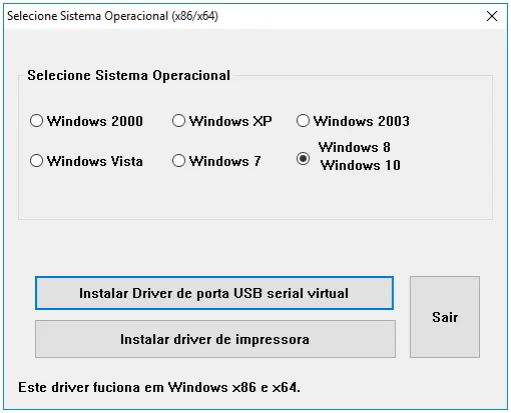 Selecione Sistema Operacional (x86/x64)
Selecione Sistema Operacional
Windows 2000
Windows XP
Windows 2003
Windows Vista
Windows 7
Windows 8
Windows 10
Instalar Driver de porta USB serial virtual
Sair
Instalar driver de impressora
Este driver fuciona em Windows x86 e x64.